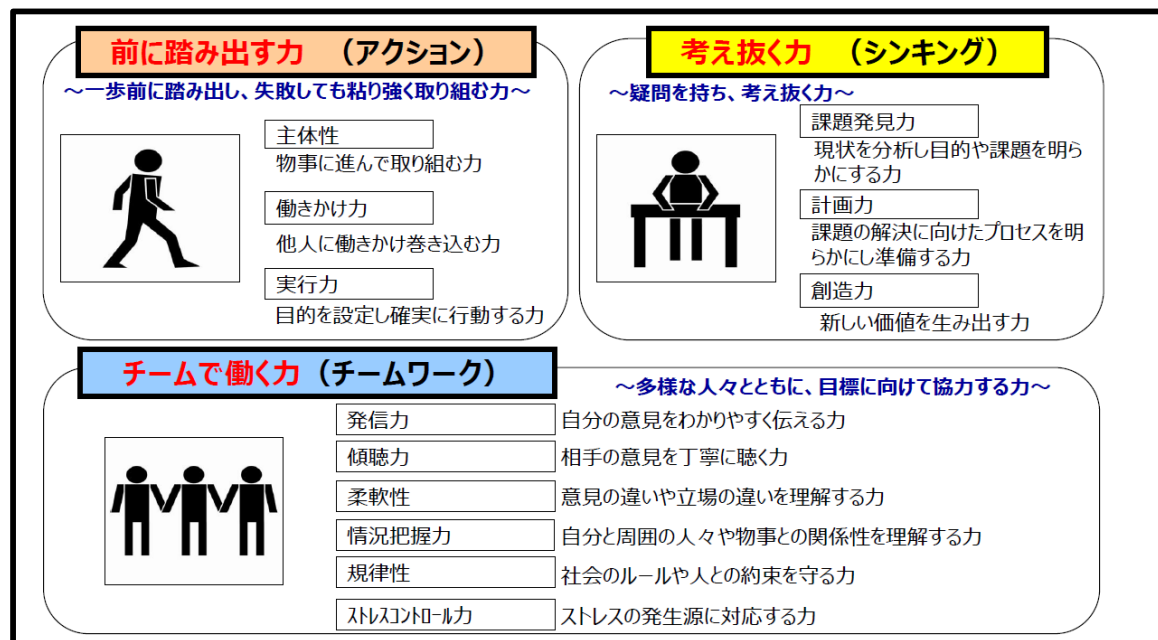 前に踏み出す力 (アクション)
～一歩前に踏み出し、失敗しても粘り強く取り組む力～
主体性
物事に進んで取り組む力
働きかけ力
他人に働きかけ巻き込む力
実行力
目的を設定し確実に行動する力
考え抜く力 (シンキング)
～疑問を持ち、考え抜く力～
課題発見力
現状を分析し目的や課題を明ら
かにする力
計画力
課題の解決に向けたプロセスを明
らかにし準備する力
創造力
新しい価値を生み出す力
チームで働く力 (チームワーク)
～多様な人々とともに、目標に向けて協力する力～
発信力 自分の意見をわかりやすく伝える力
傾聴力 相手の意見を丁寧に聴く力
柔軟性 意見の違いや立場の違いを理解する力
情況把握力 自分と周囲の人々や物事との関係性を理解する力
規律性 社会のルールや人との約束を守る力
ｽﾄﾚｽｺﾝﾄﾛｰﾙ力 ストレスの発生源に対応する力